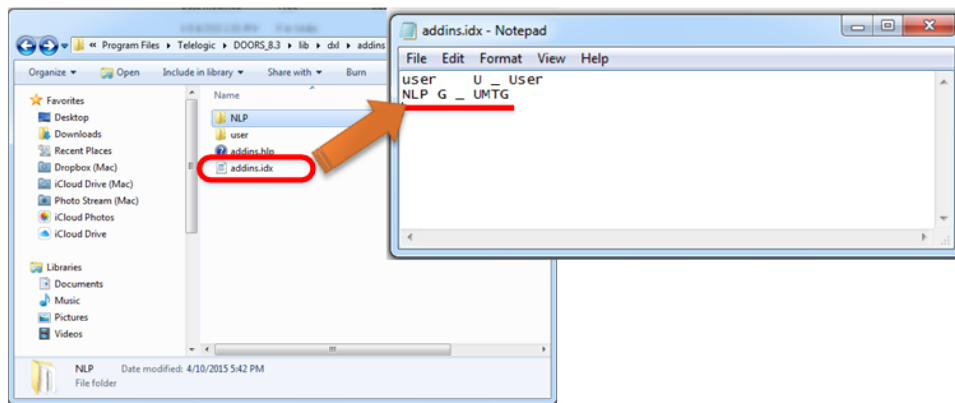 « Program Files ▸ Telelogic ▸ DOORS_8.3 ▸ lib ▸ dxl ▸ addins
Organize ▾ Open Include in library ▾ Share with ▾ Burn
Favorites
Desktop
Downloads
Recent Places
Dropbox (Mac)
iCloud Drive (Mac)
Photo Stream (Mac)
iCloud Photos
iCloud Drive
Libraries
Documents
Music
Pictures
Videos
Name
NLP
user
addins.hlp
addins.idx
NLP Date modified: 4/10/2015 5:42 PM
File folder
addins.idx - Notepad
File Edit Format View Help
user U _ User
NLP G _ UMTG